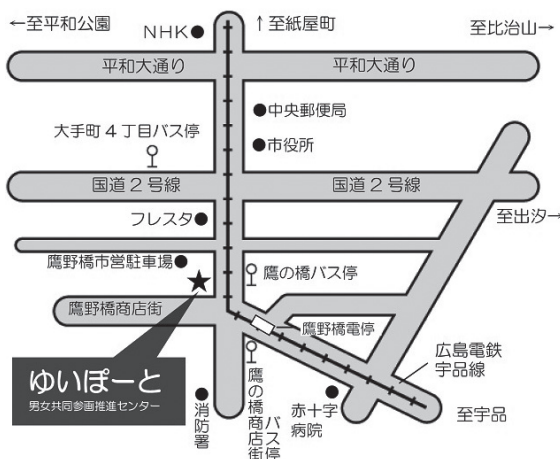 ←至平和公園
NHK
↑至紙屋町
至比治山→
平和大通り
平和大通り
中央郵便局
大手町4丁目バス停
市役所
国道2号線
国道2号線
フレスタ
至出汐→
鷹野橋市営駐車場
鷹の橋バス停
鷹野橋商店街
鷹野橋電停
広島電鉄
宇品線
ゆいぽーと
男女共同参画推進センター
消防署
鷹の橋商店街
バス停
赤十字
病院
至宇品